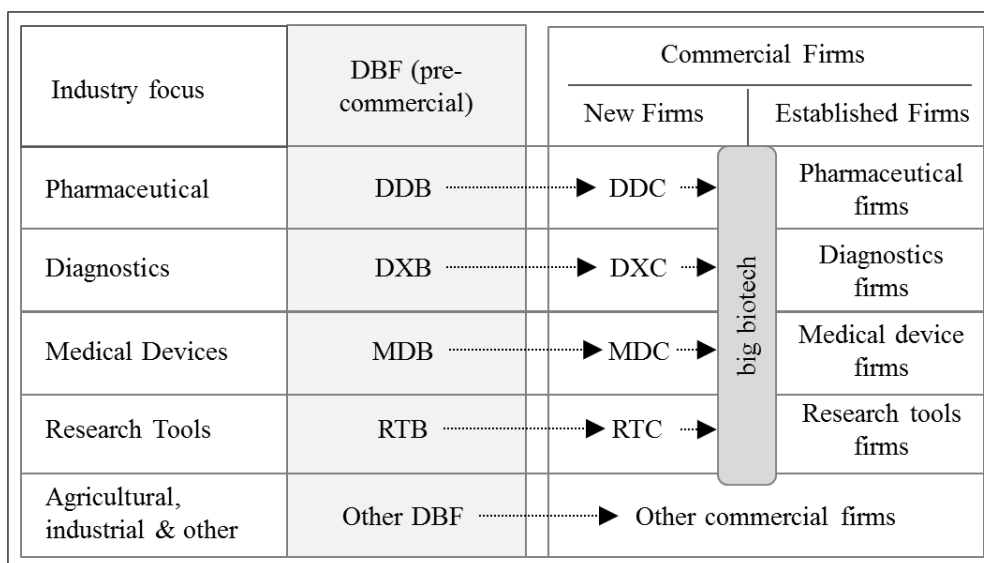 Industry focus
DBF (pre-
commercial)
Commercial Firms
New Firms
Established Firms
Pharmaceutical
DDB
DDC
Pharmaceutical
firms
Diagnostics
DXB
DXC
Diagnostics
firms
Medical Devices
MDB
MDC
Medical device
firms
Research Tools
RTB
RTC
Research tools
firms
big biotech
Agricultural,
industrial & other
Other DBF
Other commercial firms